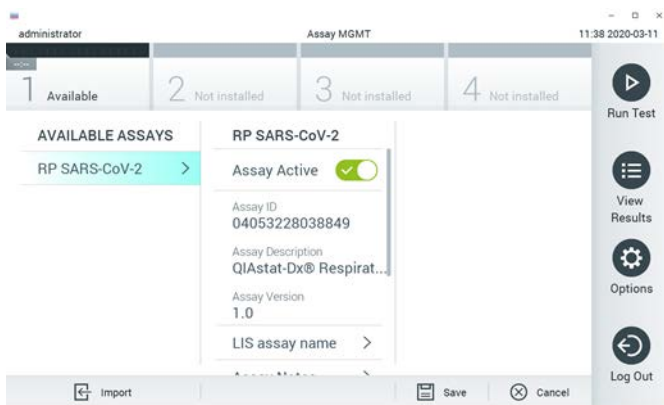 administrator Assay MGMT 11:38 2020-03-11
1 Available 2 Not installed 3 Not installed 4 Not installed
Run Test
AVAILABLE ASSAYS
RP SARS-CoV-2
RP SARS-CoV-2
Assay Active
Assay ID
04053228038849
Assay Description
QIAstat-Dx® Respirat...
Assay Version
1.0
LIS assay name
View
Results
Options
Log Out
Import Save Cancel